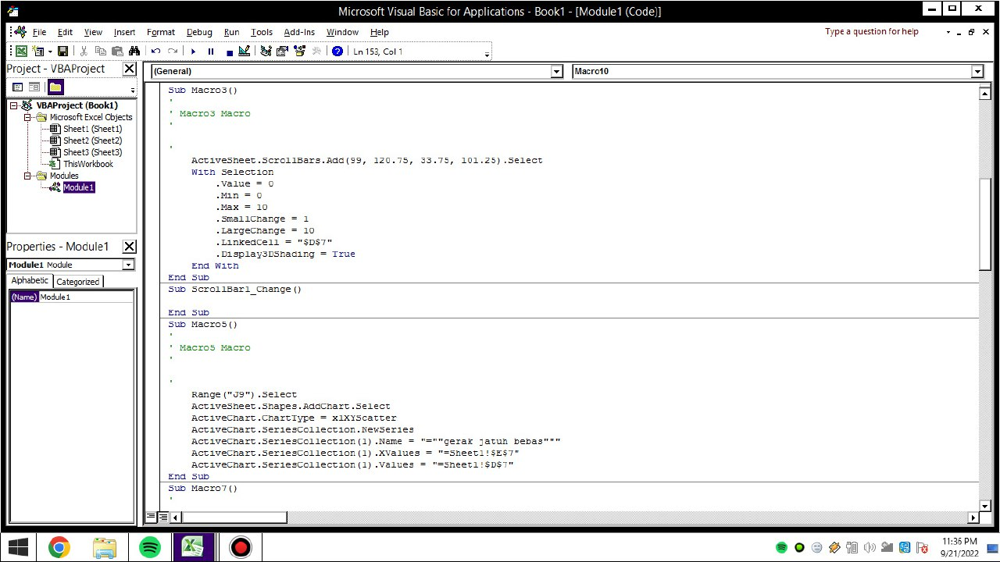 Microsoft Visual Basic for Applications - Book1 - [Module1 (Code)]
File Edit View Insert Format Debug Run Tools Add-Ins Window Help
Type a question for help
Ln 153, Col 1
Project - VBAProject
VBAProject (Book1)
Microsoft Excel Objects
Sheet1 (Sheet1)
Sheet2 (Sheet2)
Sheet3 (Sheet3)
ThisWorkbook
Modules
Module1
Properties - Module1
Module1 Module
Alphabetic Categorized
(Name) Module1
(General)
Macro10
Sub Macro3()
'
' Macro3 Macro
'
'
ActiveSheet.ScrollBars.Add(99, 120.75, 33.75, 101.25).Select
With Selection
.Value = 0
.Min = 0
.Max = 10
.SmallChange = 1
.LargeChange = 10
.LinkedCell = "$D$7"
.Display3DShading = True
End With
End Sub
Sub ScrollBar1_Change()
End Sub
Sub Macro5()
'
' Macro5 Macro
'
'
Range("J9").Select
ActiveSheet.Shapes.AddChart.Select
ActiveChart.ChartType = xlXYScatter
ActiveChart.SeriesCollection.NewSeries
ActiveChart.SeriesCollection(1).Name = "=""gerak jatuh bebas"""
ActiveChart.SeriesCollection(1).XValues = "=Sheet1!$E$7"
ActiveChart.SeriesCollection(1).Values = "=Sheet1!$D$7"
End Sub
Sub Macro7()
'
11:36 PM
9/21/2022